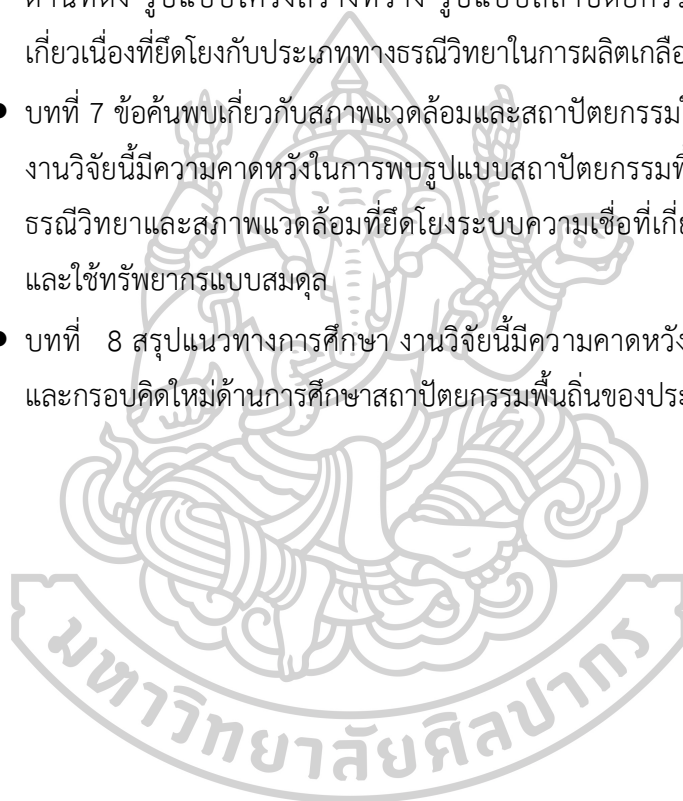 ด้านที่ตั้ง รูปแบบโครงสร้างที่ว่าง รูปแบบสถาปัตยกรร
เกี่ยวเนื่องที่ยึดโยงกับประเภททางธรณีวิทยาในการผลิตเกลือ
• บทที่ 7 ข้อค้นพบเกี่ยวกับสภาพแวดล้อมและสถาปัตยกรรมใ
งานวิจัยนี้มีความคาดหวังในการพบรูปแบบสถาปัตยกรรมพื้
ธรณีวิทยาและสภาพแวดล้อมที่ยึดโยงระบบความเชื่อที่เกี่ย
และใช้ทรัพยากรแบบสมดุล
• บทที่ 8 สรุปแนวทางการศึกษา งานวิจัยนี้มีความคาดหวัง
และกรอบคิดใหม่ด้านการศึกษาสถาปัตยกรรมพื้นถิ่นของประ
มหาวิทยาลัยศิลปากร